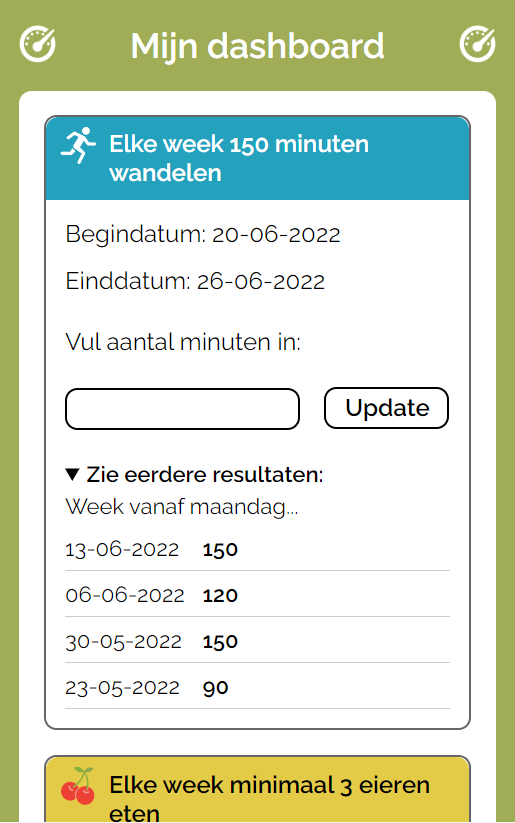 Mijn dashboard
Elke week 150 minuten
wandelen
Begindatum: 20-06-2022
Einddatum: 26-06-2022
Vul aantal minuten in:
Update
▼ Zie eerdere resultaten:
Week vanaf maandag...
13-06-2022 150
06-06-2022 120
30-05-2022 150
23-05-2022 90
Elke week minimaal 3 eieren
eten